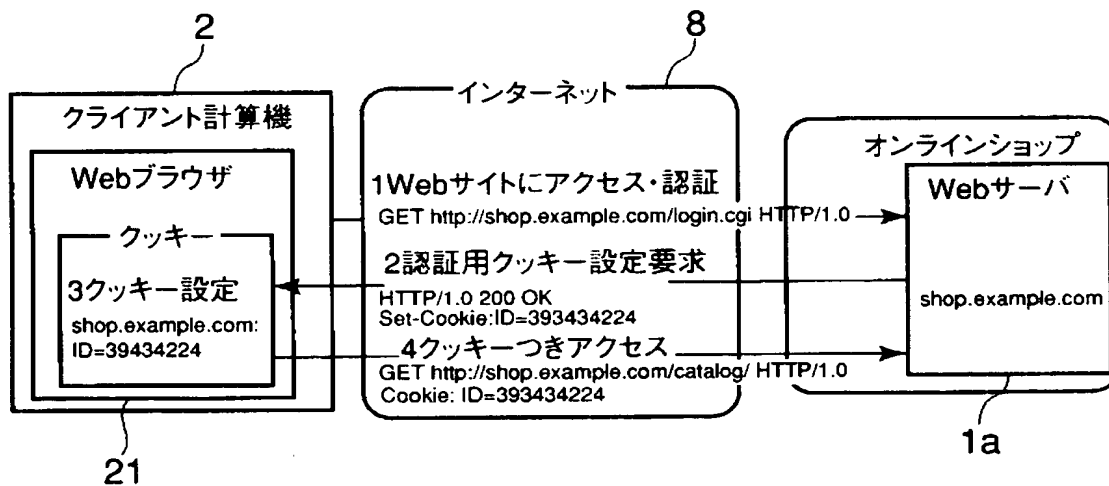 2
8
クライアント計算機
インターネット
オンラインショップ
Webブラウザ
Webサーバ
1Webサイトにアクセス・認証
GET http://shop.example.com/login.cgi HTTP/1.0
クッキー
2認証用クッキー設定要求
3クッキー設定
HTTP/1.0 200 OK
Set-Cookie:ID=393434224
shop.example.com
shop.example.com:
ID=39434224
4クッキーつきアクセス
GET http://shop.example.com/catalog/ HTTP/1.0
Cookie: ID=393434224
21
1a